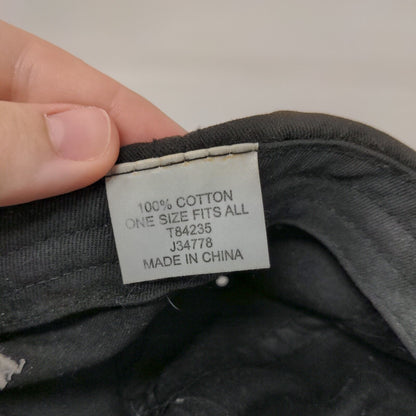 100% COTTON
ONE SIZE FITS ALL
T84235
J34778
MADE IN CHINA